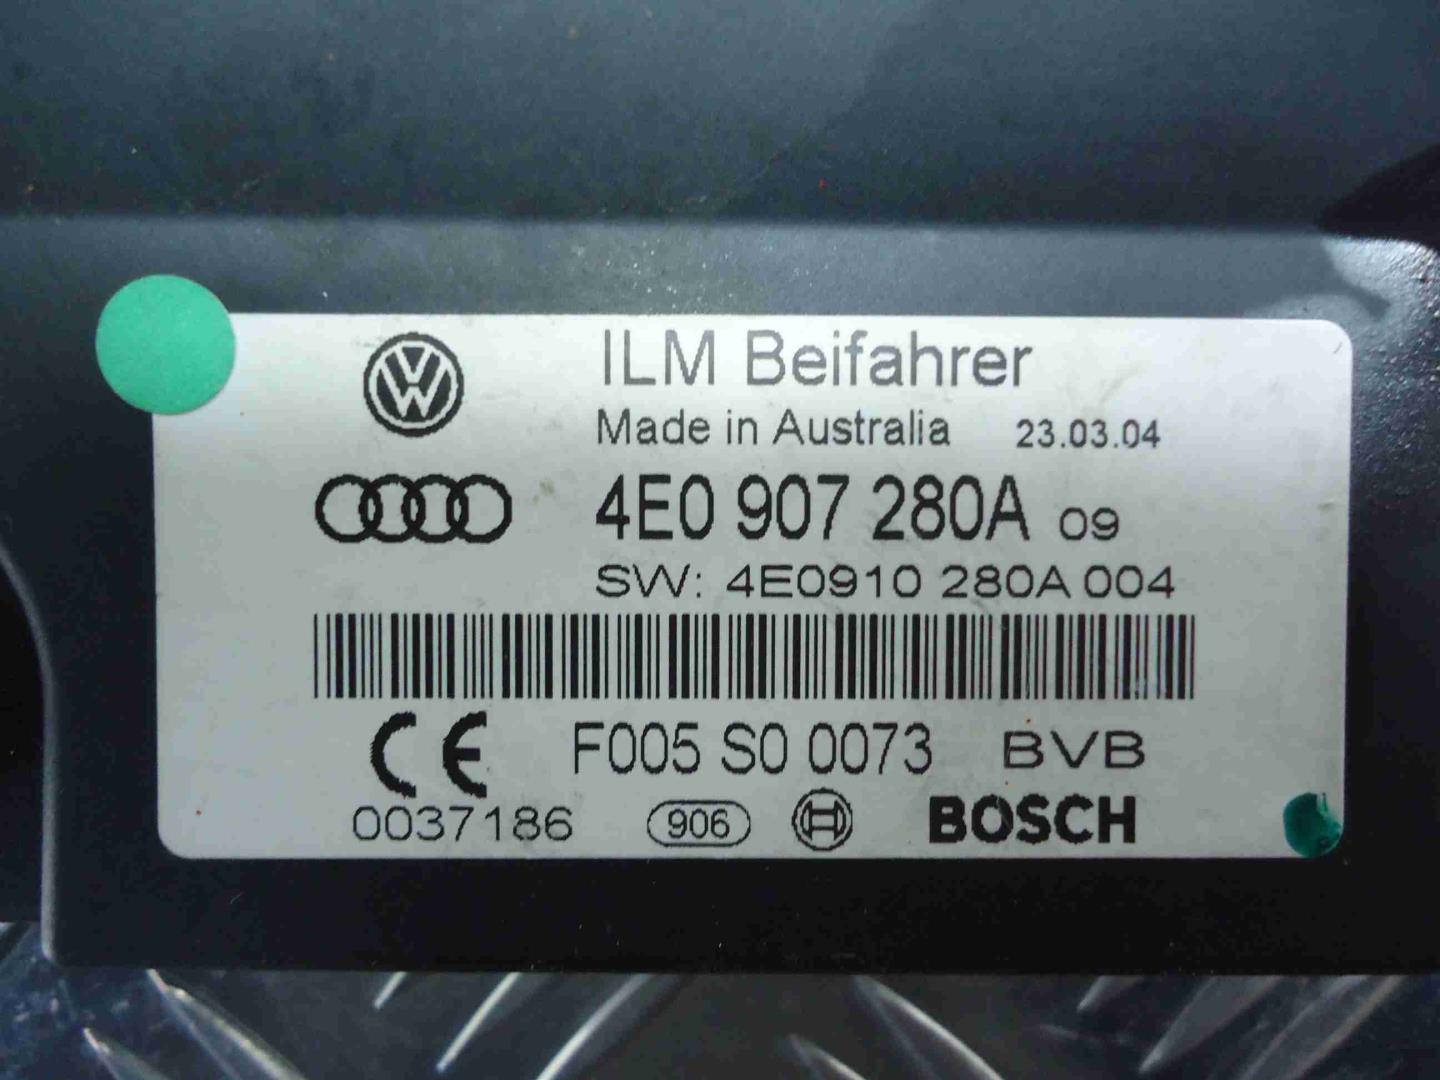 ILM Beifahrer
Made in Australia 23.03.04
4E0 907 280A 09
SW: 4E0910 280A 004
CE F005 S0 0073 BVB
0037186 906 BOSCH